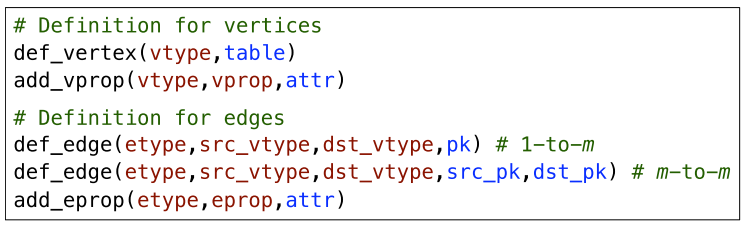 # Definition for vertices
def_vertex(vtype,table)
add_vprop(vtype,vprop,attr)
# Definition for edges
def_edge(etype,src_vtype,dst_vtype,pk) # 1-to-m
def_edge(etype,src_vtype,dst_vtype,src_pk,dst_pk) # m-to-m
add_eprop(etype,eprop,attr)